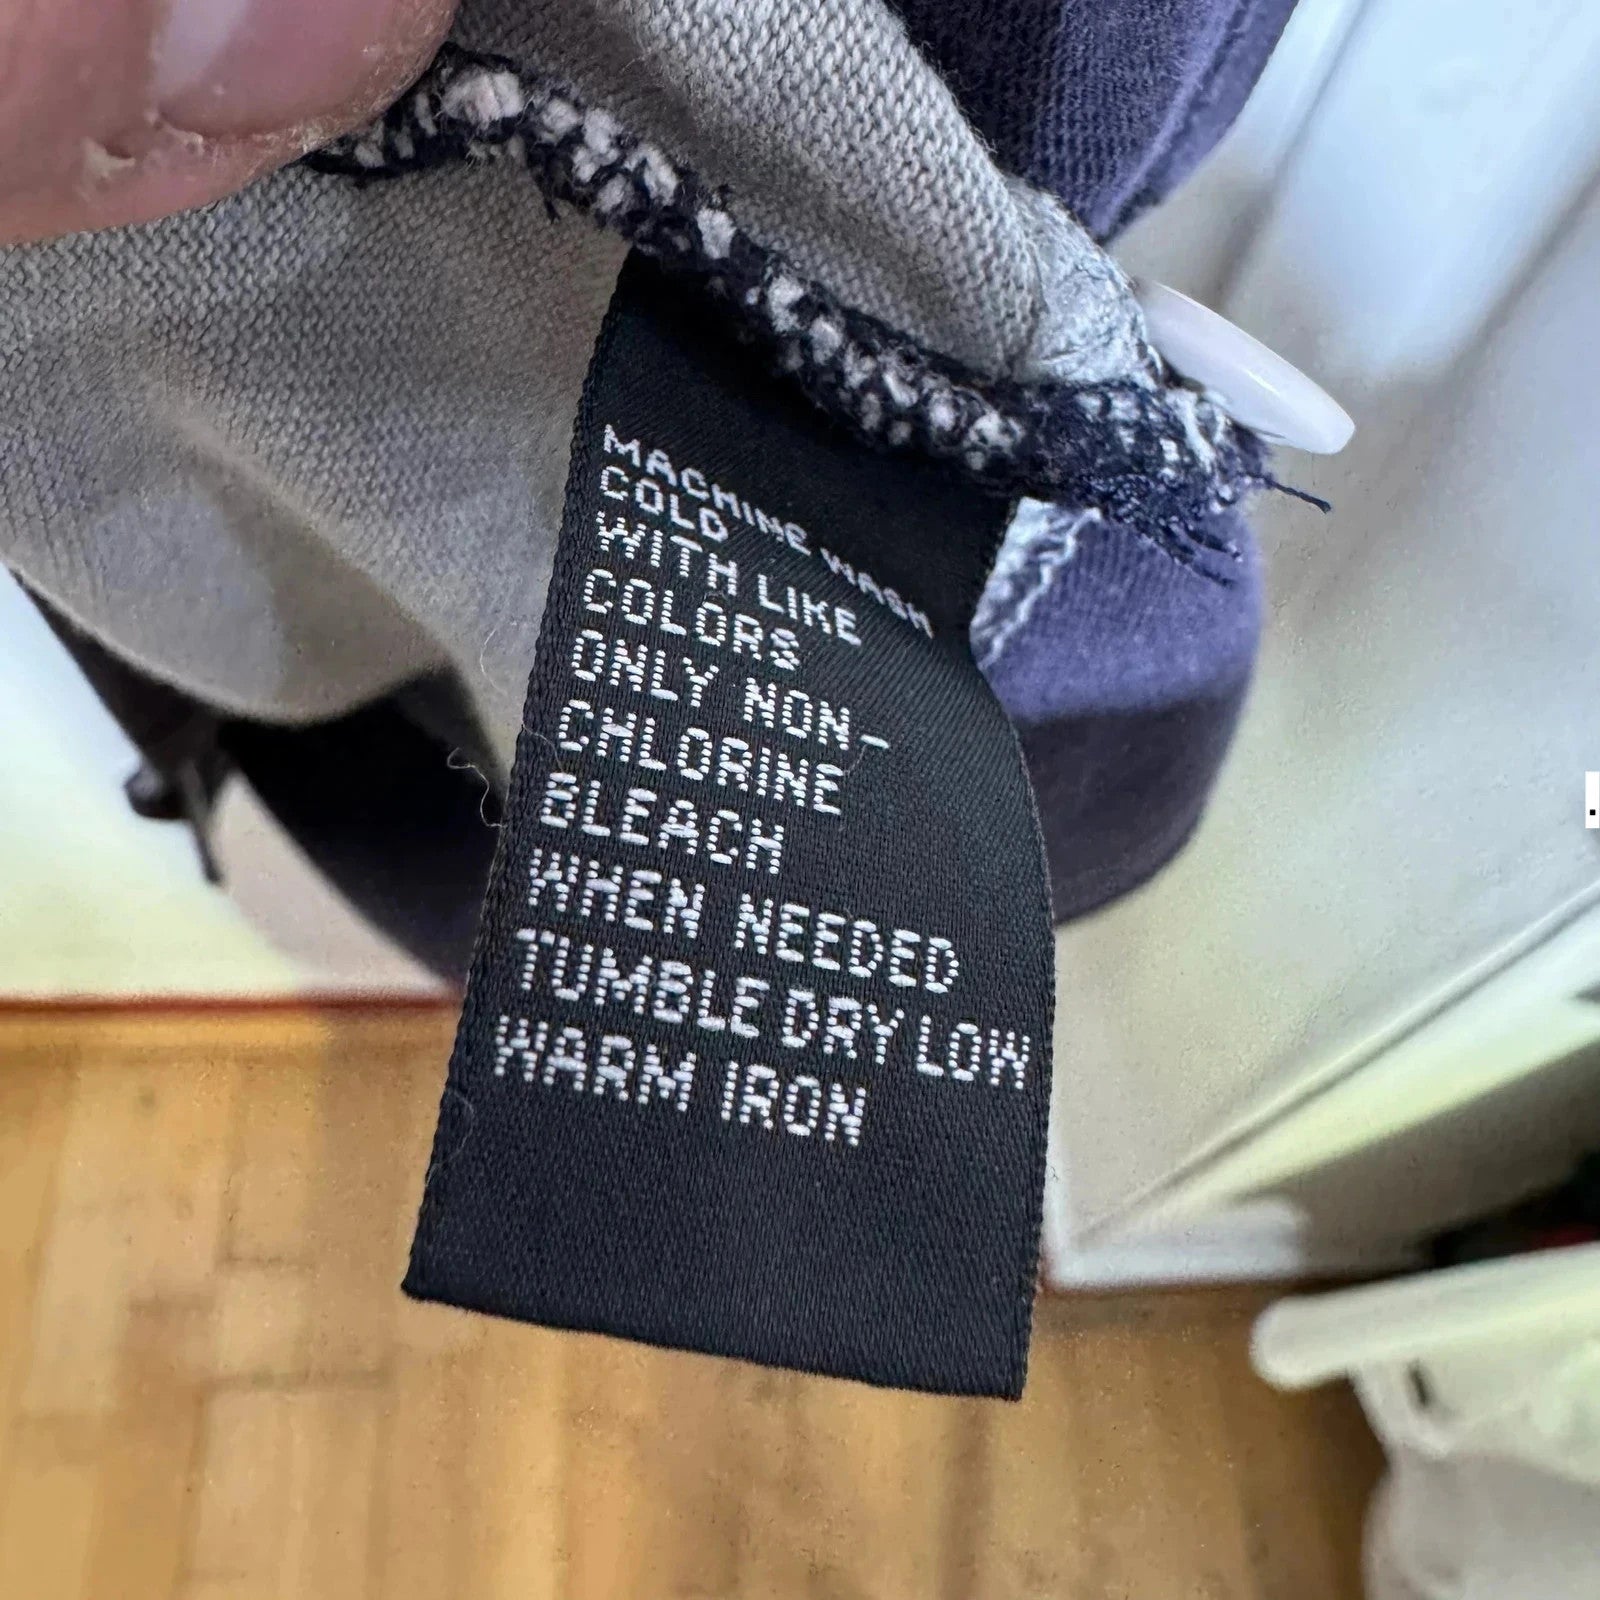 MACHINE WASH
COLD
WITH LIKE
COLORS
ONLY NON-
CHLORINE
BLEACH
WHEN NEEDED
TUMBLE DRY LOW
WARM IRON